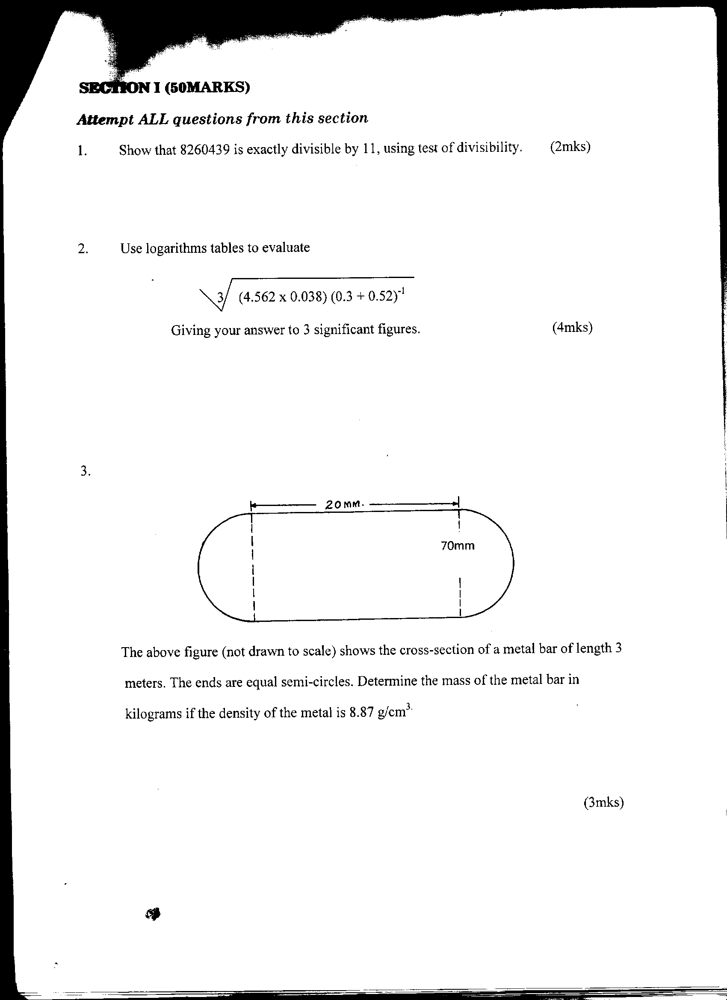 SECTION I (50MARKS)
Attempt ALL questions from this section
1. Show that 8260439 is exactly divisible by 11, using test of divisibility. (2mks)
2. Use logarithms tables to evaluate
3 (4.562 x 0.038) (0.3 + 0.52)⁻¹
Giving your answer to 3 significant figures. (4mks)
3.
20MM.
70mm
The above figure (not drawn to scale) shows the cross-section of a metal bar of length 3
meters. The ends are equal semi-circles. Determine the mass of the metal bar in
kilograms if the density of the metal is 8.87 g/cm³.
(3mks)